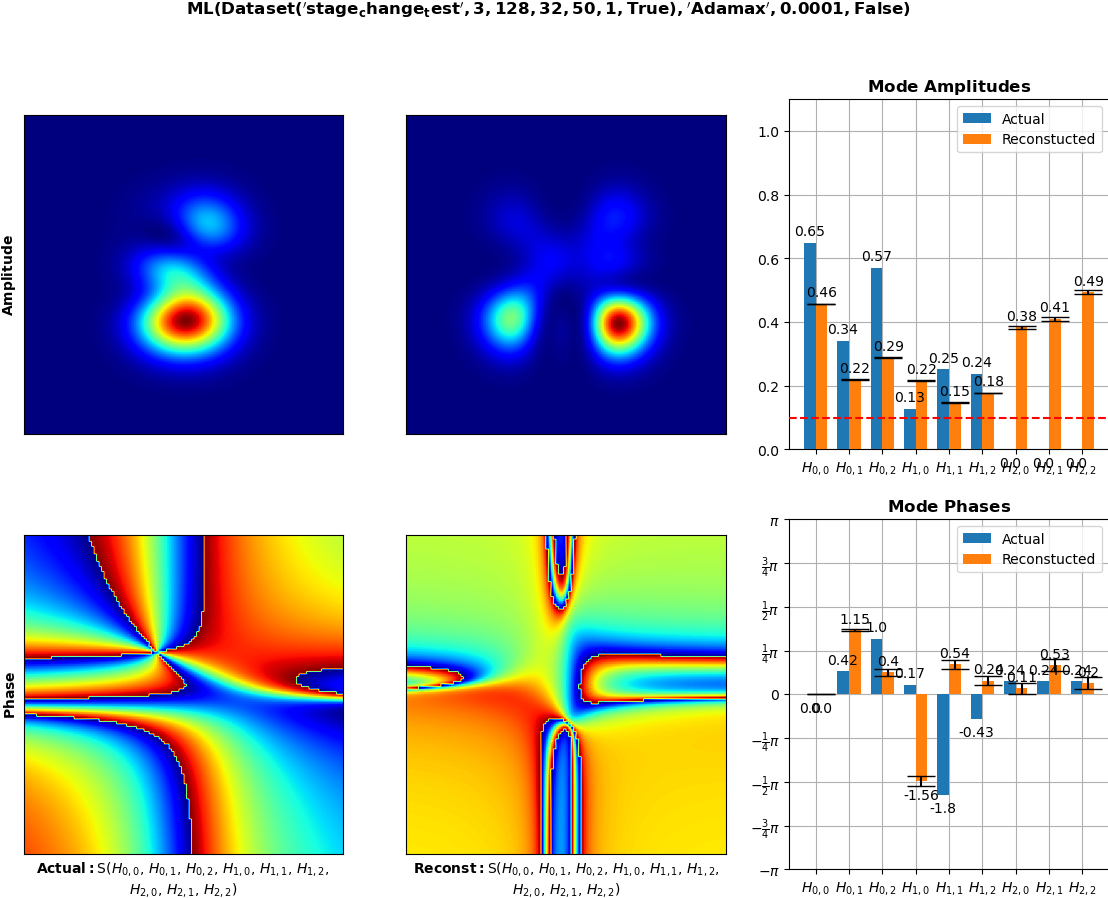 ML(Dataset('stage_change_test', 3, 128, 32, 50, 1, True), 'Adamax', 0.0001, False)
Amplitude
Mode Amplitudes
Actual
Reconstucted
1.0
0.8
0.6
0.4
0.2
0.0
0.65
0.46
0.34
0.22
0.57
0.29
0.13
0.22
0.25
0.15
0.24
0.18
0.0
0.38
0.0
0.41
0.0
0.49
H0,0 H0,1 H0,2 H1,0 H1,1 H1,2 H2,0 H2,1 H2,2
Phase
Actual: S(H0,0, H0,1, H0,2, H1,0, H1,1, H1,2,
H2,0, H2,1, H2,2)
Reconst: S(H0,0, H0,1, H0,2, H1,0, H1,1, H1,2,
H2,0, H2,1, H2,2)
Mode Phases
Actual
Reconstucted
π
3/4π
1/2π
1/4π
0
−1/4π
−1/2π
−3/4π
−π
0.0
0.0
0.42
1.15
1.0
0.4
0.17
-1.56
-1.8
0.54
-0.43
0.24
0.24
0.11
0.24
0.53
0.24
0.2
H0,0 H0,1 H0,2 H1,0 H1,1 H1,2 H2,0 H2,1 H2,2